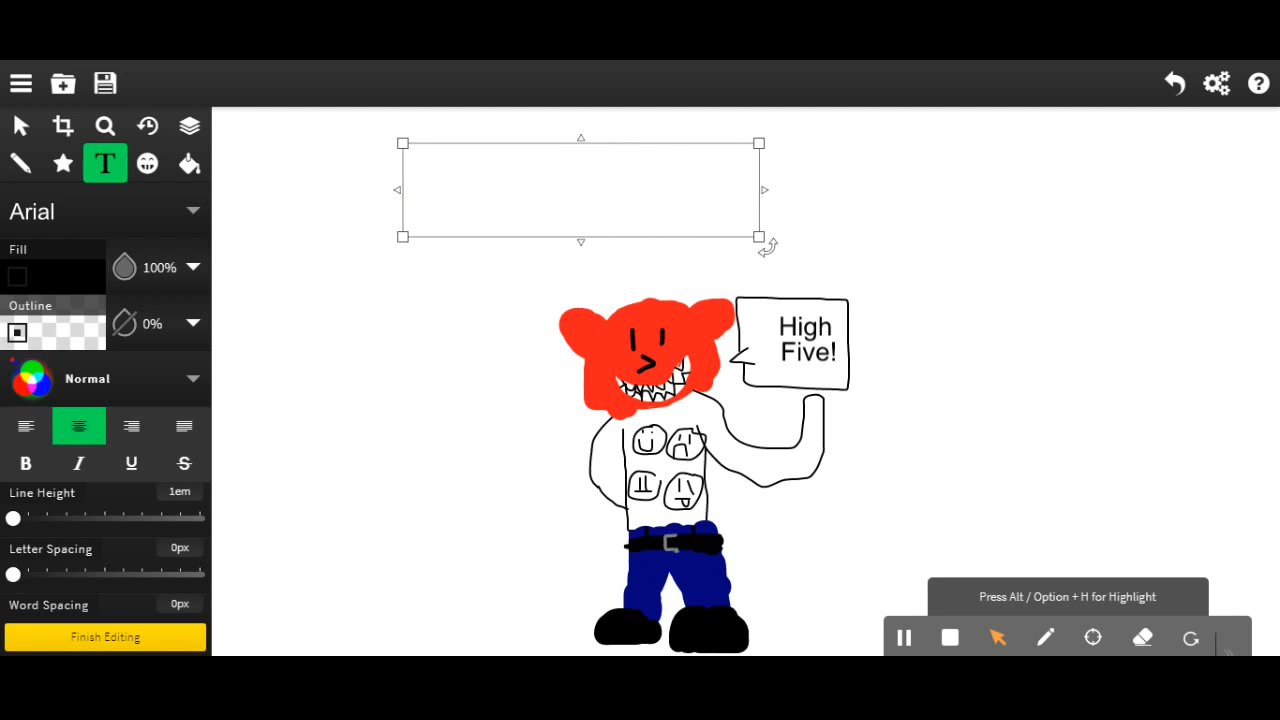 T
Arial
Fill
100%
Outline
0%
Normal
B I U S
Line Height 1em
Letter Spacing 0px
Word Spacing 0px
Finish Editing
High
Five!
Press Alt / Option + H for Highlight